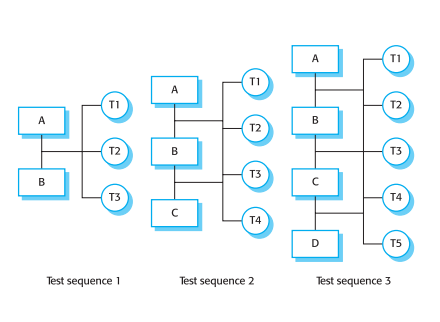 A
B
T1
T2
T3
Test sequence 1
A
B
C
T1
T2
T3
T4
Test sequence 2
A
B
C
D
T1
T2
T3
T4
T5
Test sequence 3